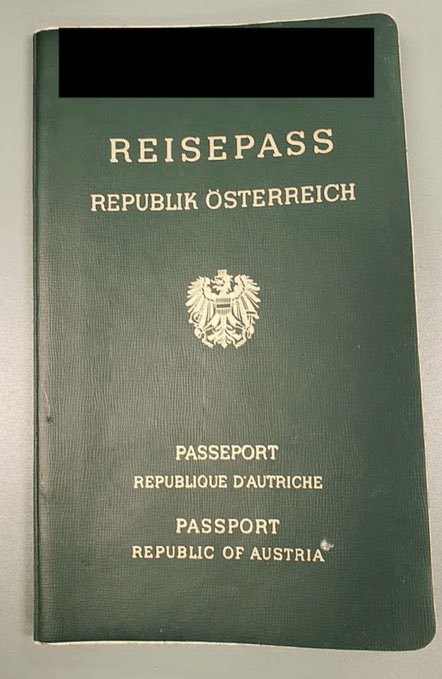 REISEPASS
REPUBLIK ÖSTERREICH
PASSEPORT
REPUBLIQUE D'AUTRICHE
PASSPORT
REPUBLIC OF AUSTRIA